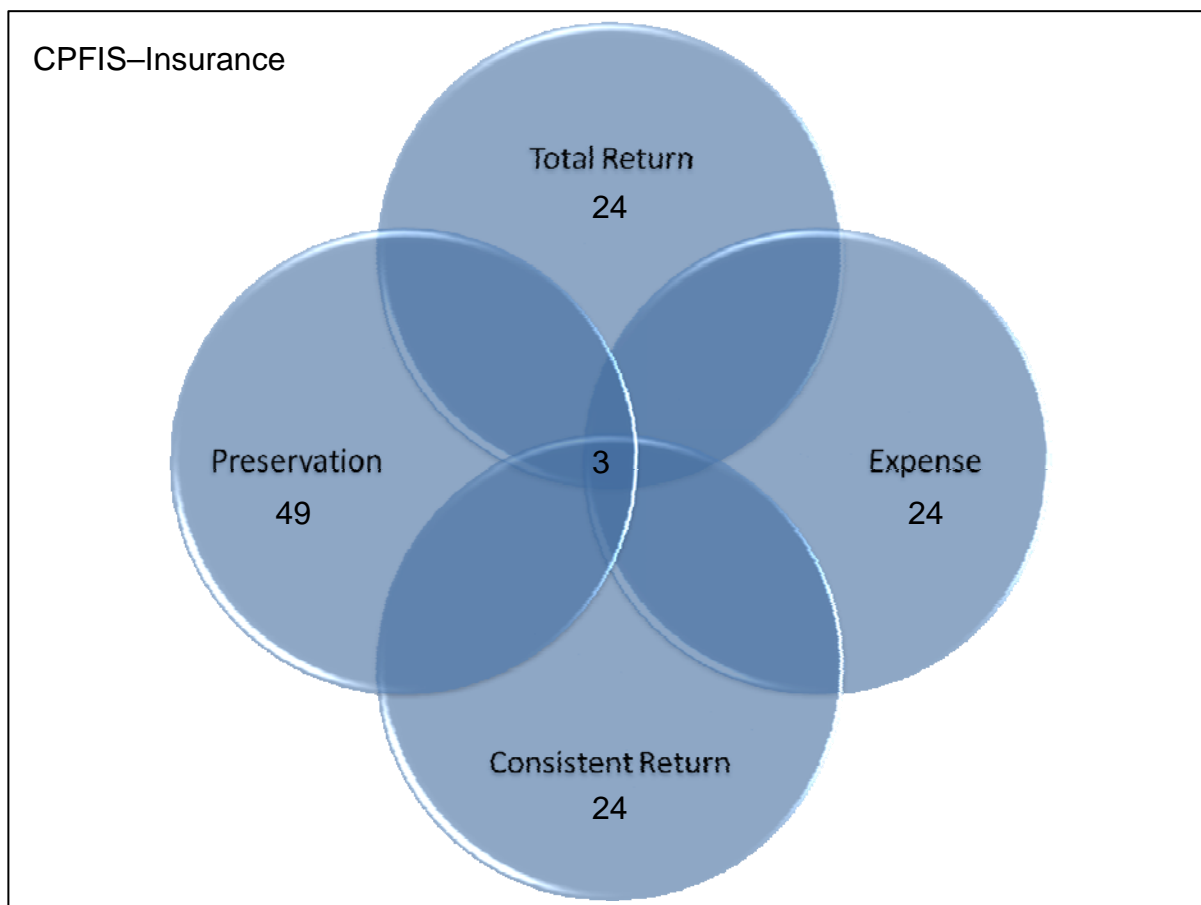 CPFIS–Insurance
Total Return
24
Preservation
49
3
Expense
24
Consistent Return
24